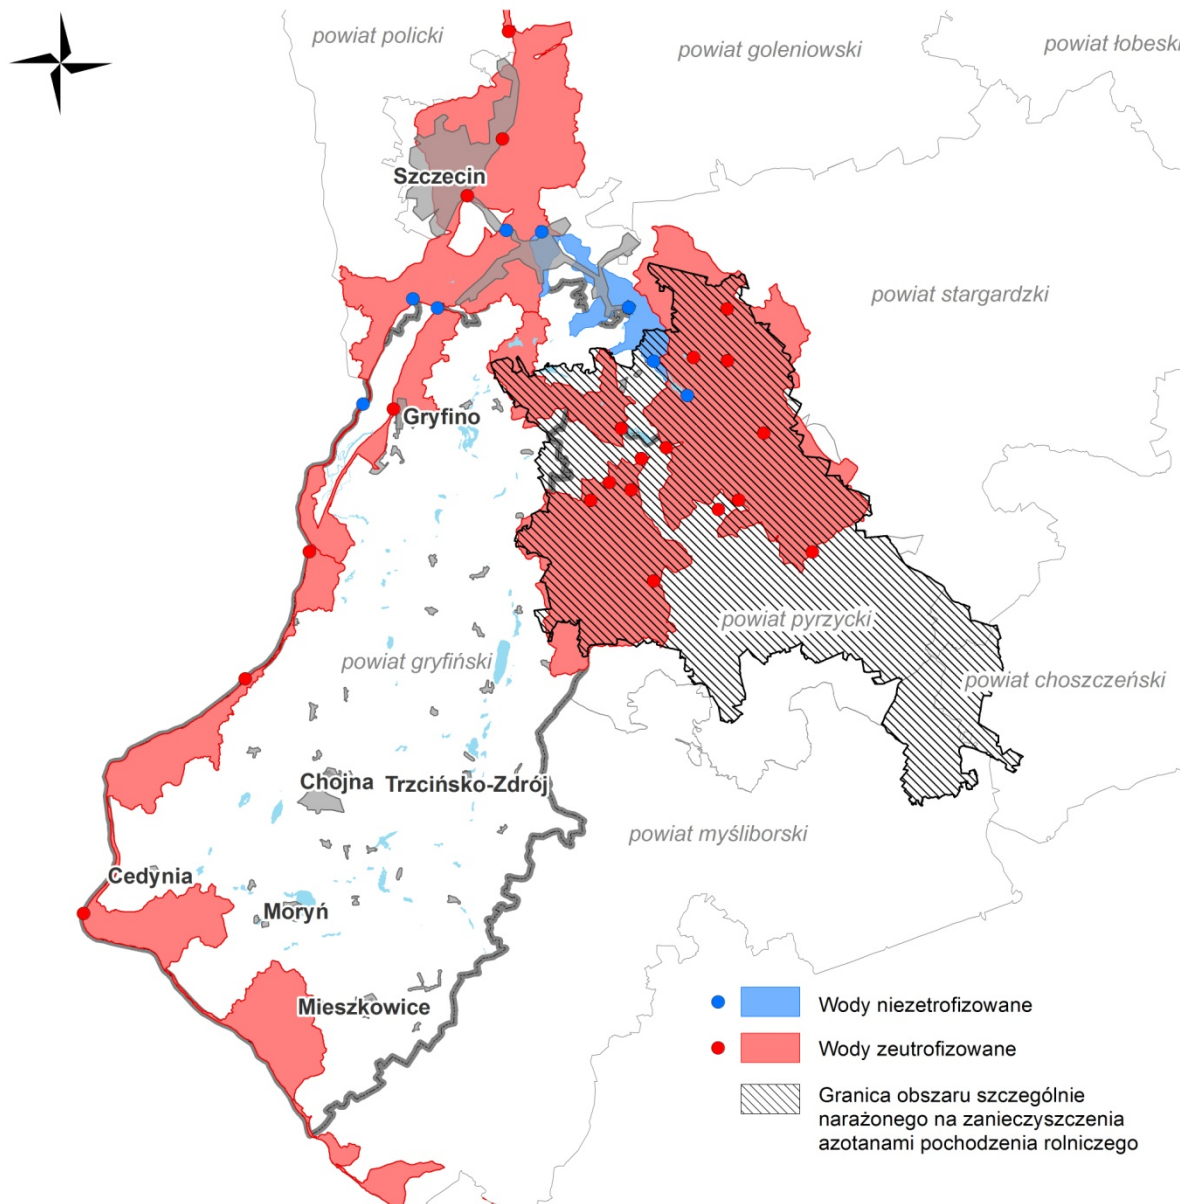 powiat policki
powiat goleniowski
powiat łobeski
Szczecin
powiat stargardzki
Gryfino
powiat pyrzycki
powiat gryfiński
powiat choszczeński
Chojna
Trzcińsko-Zdrój
powiat myśliborski
Cedynia
Moryń
Mieszkowice
Wody niezetrofizowane
Wody zeutrofizowane
Granica obszaru szczególnie
narażonego na zanieczyszczenia
azotanami pochodzenia rolniczego